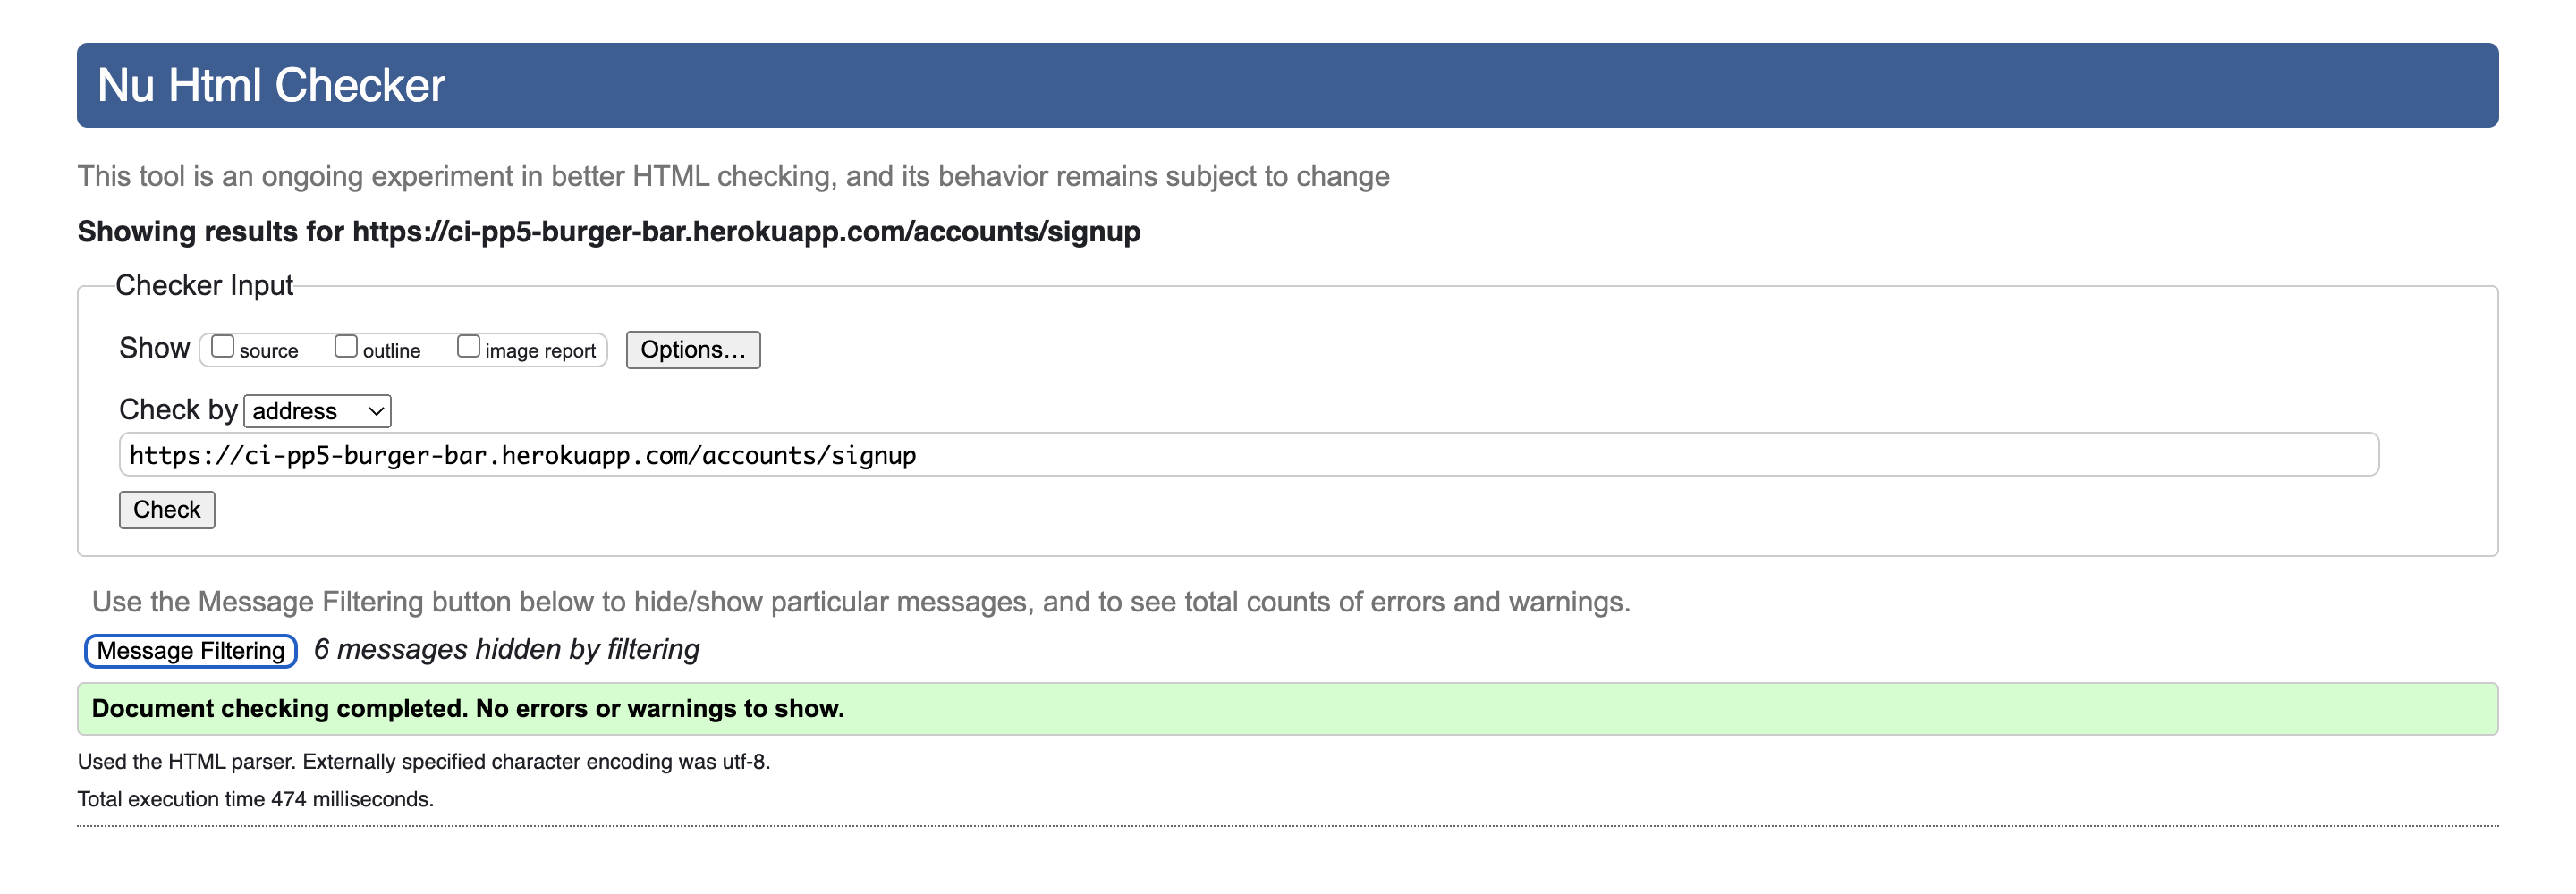 Nu Html Checker
This tool is an ongoing experiment in better HTML checking, and its behavior remains subject to change
Showing results for https://ci-pp5-burger-bar.herokuapp.com/accounts/signup
Checker Input
Show source outline image report Options...
Check by address
https://ci-pp5-burger-bar.herokuapp.com/accounts/signup
Check
Use the Message Filtering button below to hide/show particular messages, and to see total counts of errors and warnings.
Message Filtering 6 messages hidden by filtering
Document checking completed. No errors or warnings to show.
Used the HTML parser. Externally specified character encoding was utf-8.
Total execution time 474 milliseconds.